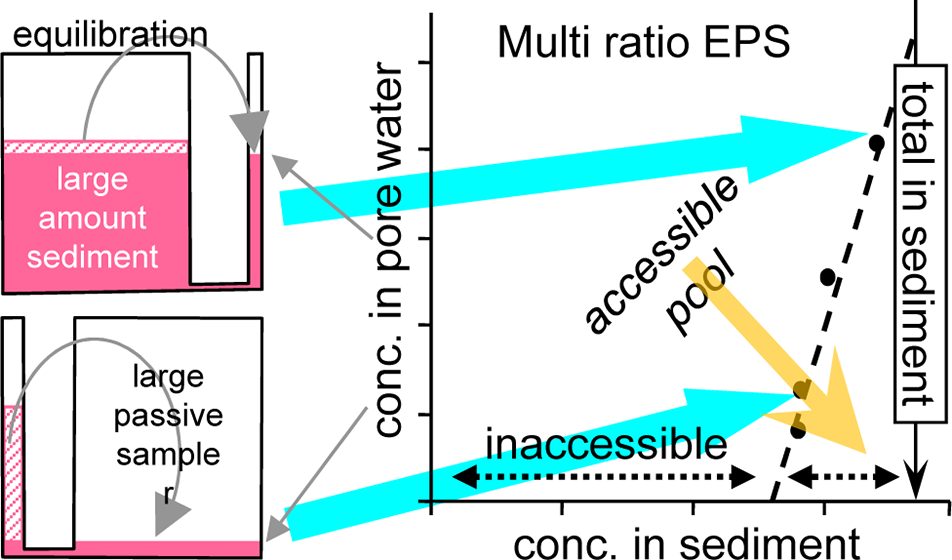 equilibration
large
amount
sediment
large
passive
sample
r
Multi ratio EPS
conc. in pore water
accessible
pool
total in sediment
inaccessible
conc. in sediment